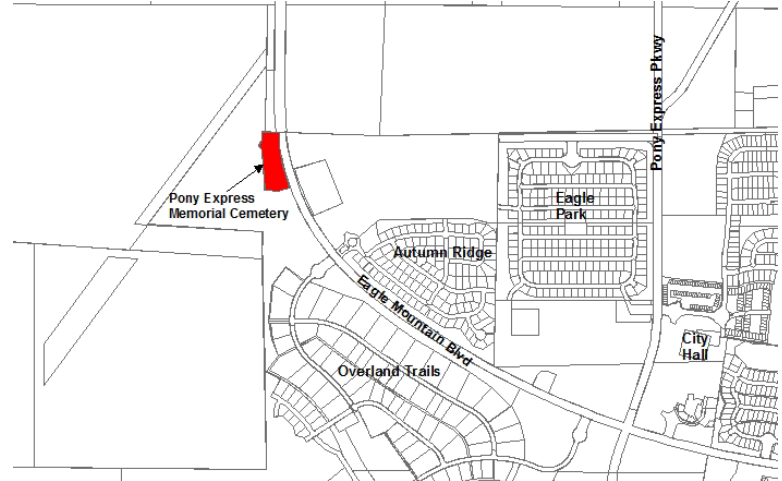 Pony Express Pkwy
Pony Express
Memorial Cemetery
Eagle
Park
Autumn Ridge
Eagle Mountain Blvd
City
Hall
Overland Trails